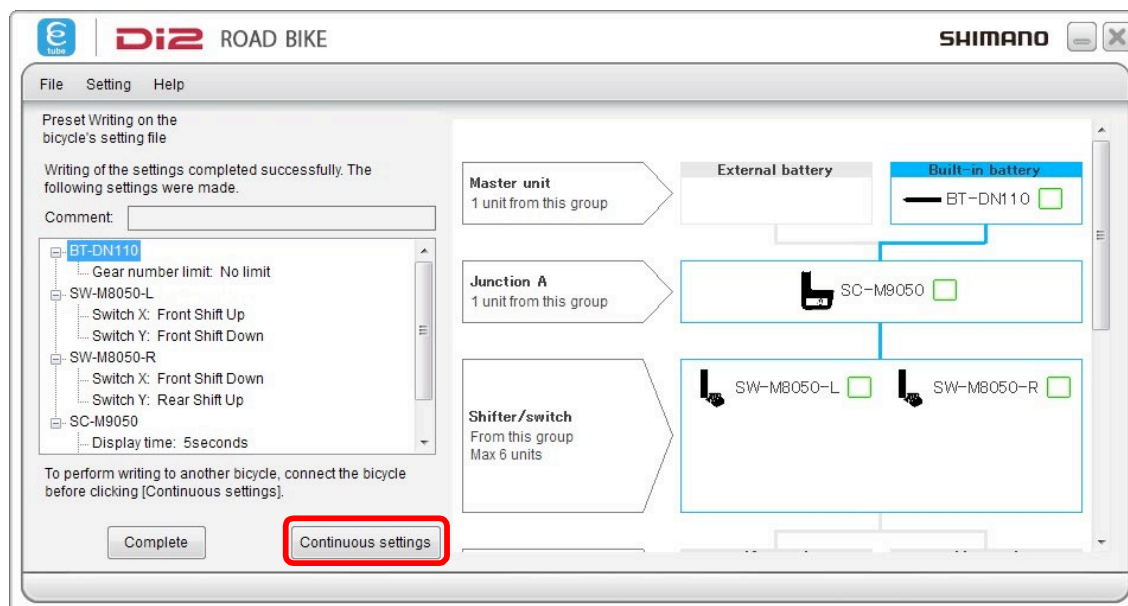 e
tube
Di2 ROAD BIKE
SHIMANO
File Setting Help
Preset Writing on the
bicycle's setting file
Writing of the settings completed successfully. The
following settings were made.
Comment:
BT-DN110
Gear number limit: No limit
SW-M8050-L
Switch X: Front Shift Up
Switch Y: Front Shift Down
SW-M8050-R
Switch X: Front Shift Down
Switch Y: Rear Shift Up
SC-M9050
Display time: 5seconds
To perform writing to another bicycle, connect the bicycle
before clicking [Continuous settings].
Complete
Continuous settings
Master unit
1 unit from this group
External battery
Built-in battery
BT-DN110
Junction A
1 unit from this group
SC-M9050
Shifter/switch
From this group
Max 6 units
SW-M8050-L
SW-M8050-R